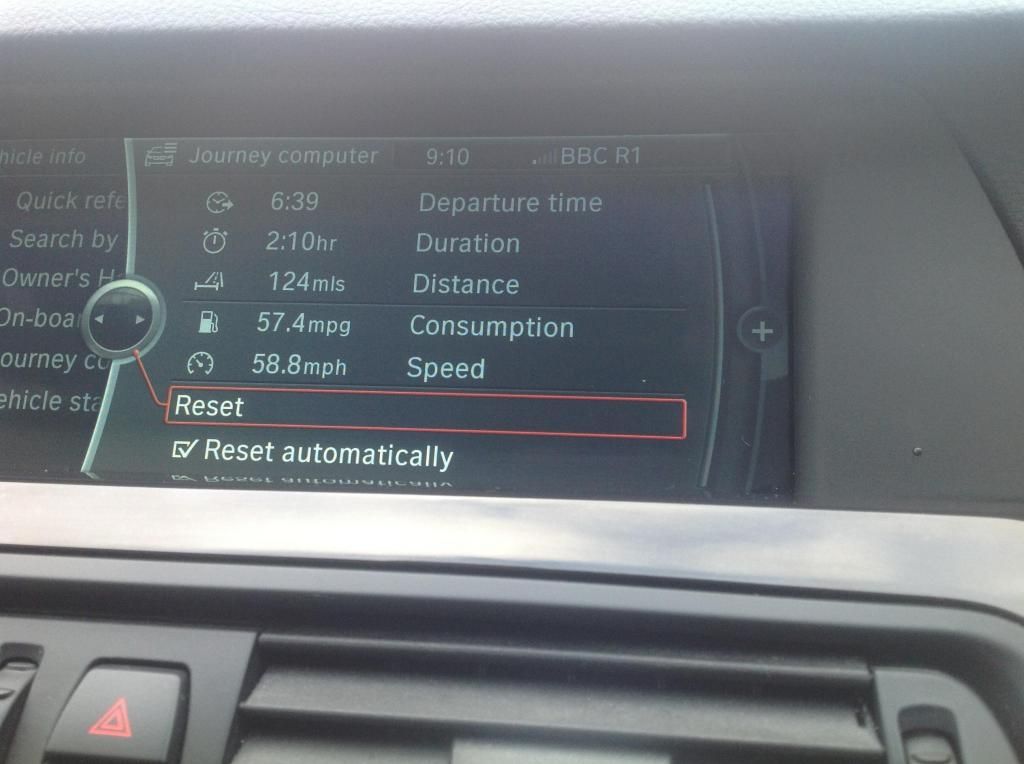 hicle info
Journey computer 9:10 BBC R1
Quick refe
6:39 Departure time
Search by
2:10hr Duration
Owner's H
124mls Distance
On-boa
57.4mpg Consumption
ourney co
58.8mph Speed
ehicle sta
Reset
Reset automatically